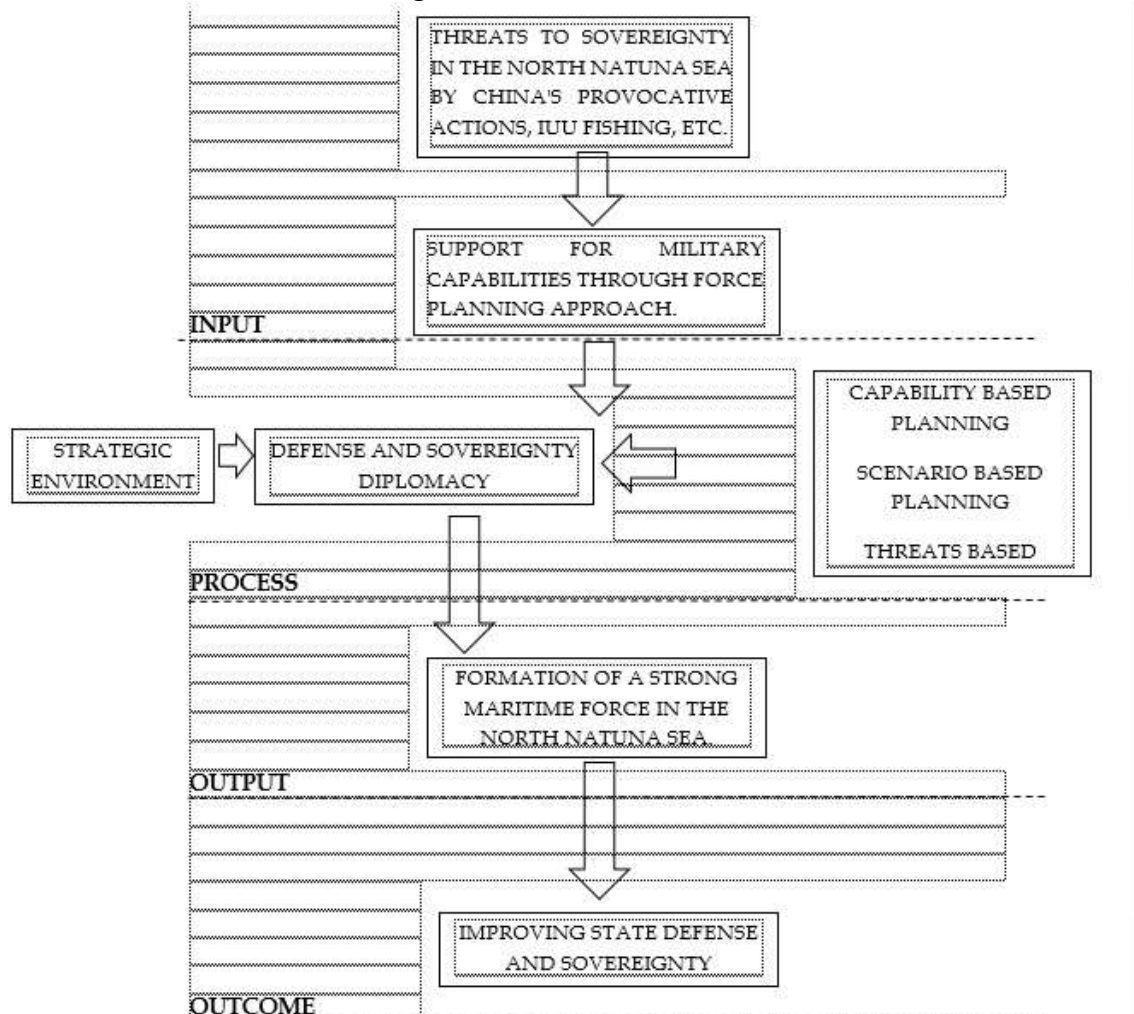 THREATS TO SOVEREIGNTY
IN THE NORTH NATUNA SEA
BY CHINA'S PROVOCATIVE
ACTIONS, IUU FISHING, ETC.
SUPPORT FOR MILITARY
CAPABILITIES THROUGH FORCE
PLANNING APPROACH.
INPUT
STRATEGIC
ENVIRONMENT
DEFENSE AND SOVEREIGNTY
DIPLOMACY
CAPABILITY BASED
PLANNING
SCENARIO BASED
PLANNING
THREATS BASED
PROCESS
FORMATION OF A STRONG
MARITIME FORCE IN THE
NORTH NATUNA SEA.
OUTPUT
IMPROVING STATE DEFENSE
AND SOVEREIGNTY
OUTCOME